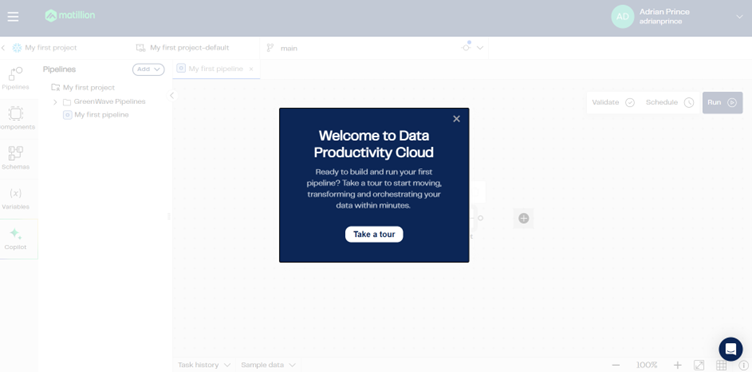 matillion
AD
Adrian Prince
adrianprince
My first project
My first project-default
main
Pipelines
Pipelines
Add
My first pipeline
My first project
GreenWave-Pipelines
My first pipeline
Components
Schemas
Variables
Copilot
Validate
Schedule
Run
Welcome to Data
Productivity Cloud
Ready to build and run your first
pipeline? Take a tour to start moving,
transforming and orchestrating your
data within minutes.
Take a tour
Task history
Sample data
100%